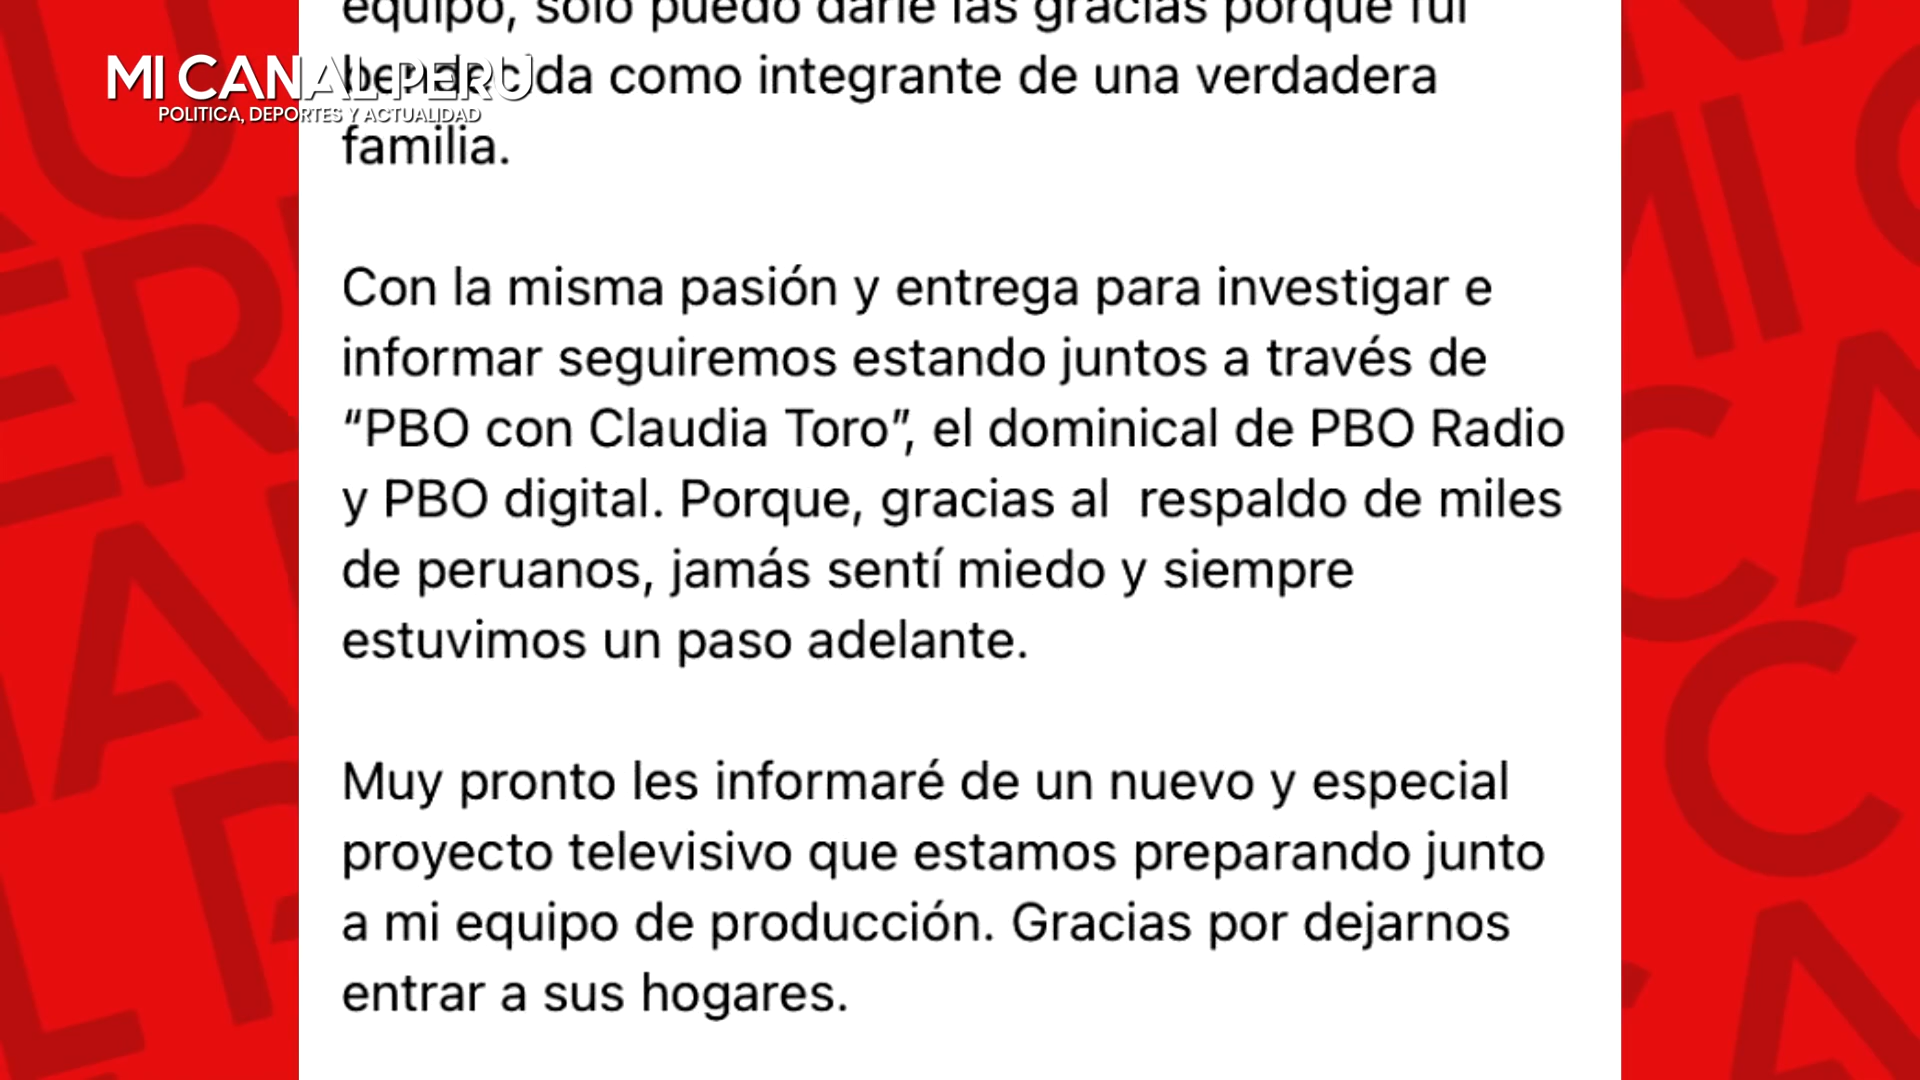 equipo, solo puedo darle las gracias porque fui
MI CANAL PERU
POLITICA, DEPORTES Y ACTUALIDAD
como integrante de una verdadera
familia.
Con la misma pasión y entrega para investigar e
informar seguiremos estando juntos a través de
“PBO con Claudia Toro”, el dominical de PBO Radio
y PBO digital. Porque, gracias al  respaldo de miles
de peruanos, jamás sentí miedo y siempre
estuvimos un paso adelante.
Muy pronto les informaré de un nuevo y especial
proyecto televisivo que estamos preparando junto
a mi equipo de producción. Gracias por dejarnos
entrar a sus hogares.